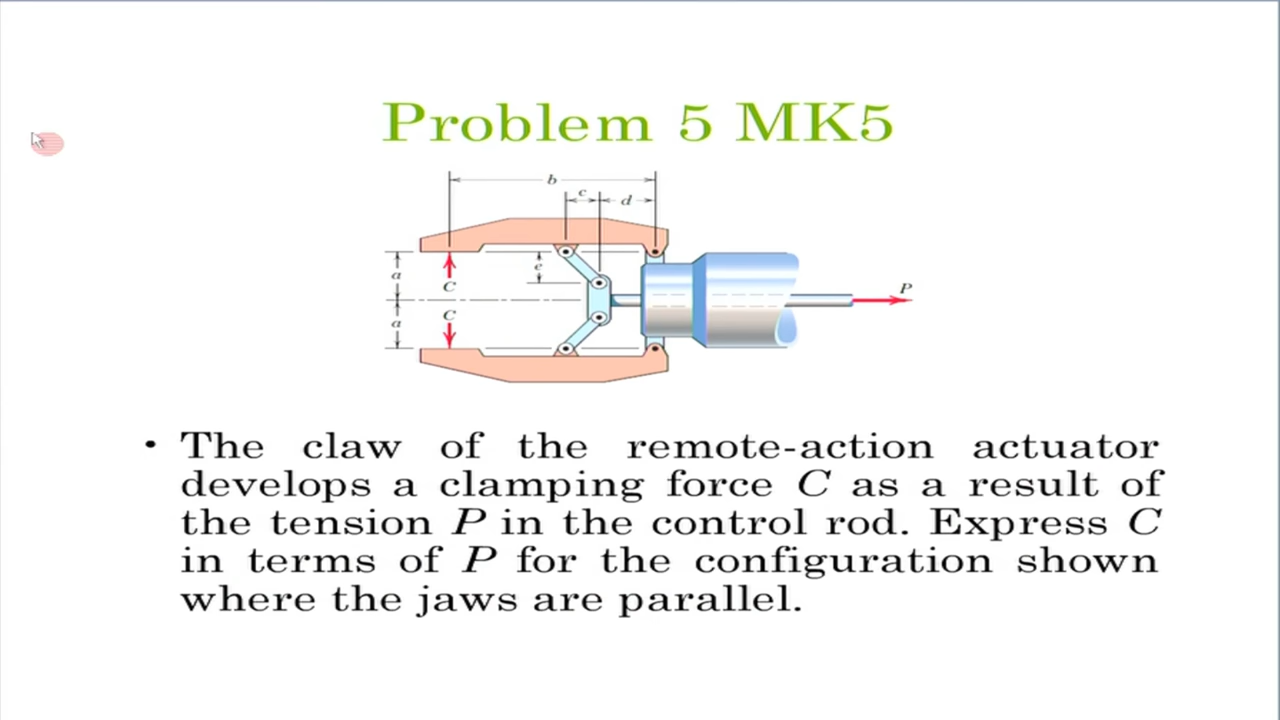 Problem 5 MK5
b
c
d
a
e
C
P
a
C
• The claw of the remote-action actuator
develops a clamping force C as a result of
the tension P in the control rod. Express C
in terms of P for the configuration shown
where the jaws are parallel.